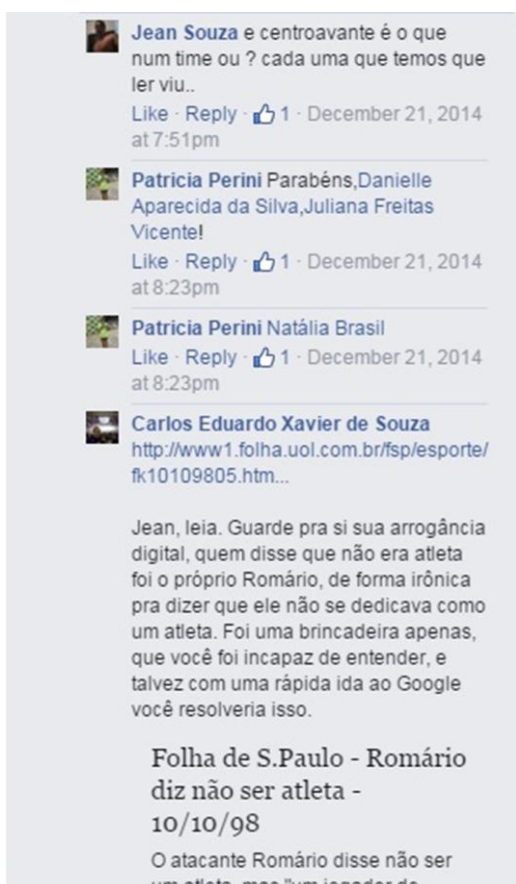 Jean Souza e centroavante é o que
num time ou ? cada uma que temos que
ler viu..
Like · Reply · 1 · December 21, 2014
at 7:51pm
Patricia Perini Parabéns,Danielle
Aparecida da Silva,Juliana Freitas
Vicente!
Like · Reply · 1 · December 21, 2014
at 8:23pm
Patricia Perini Natália Brasil
Like · Reply · 1 · December 21, 2014
at 8:23pm
Carlos Eduardo Xavier de Souza
http://www1.folha.uol.com.br/fsp/esporte/
fk10109805.htm...
Jean, leia. Guarde pra si sua arrogância
digital, quem disse que não era atleta
foi o próprio Romário, de forma irônica
pra dizer que ele não se dedicava como
um atleta. Foi uma brincadeira apenas,
que você foi incapaz de entender, e
talvez com uma rápida ida ao Google
você resolveria isso.
Folha de S.Paulo - Romário
diz não ser atleta -
10/10/98
O atacante Romário disse não ser
um atleta, mas "um jogador de